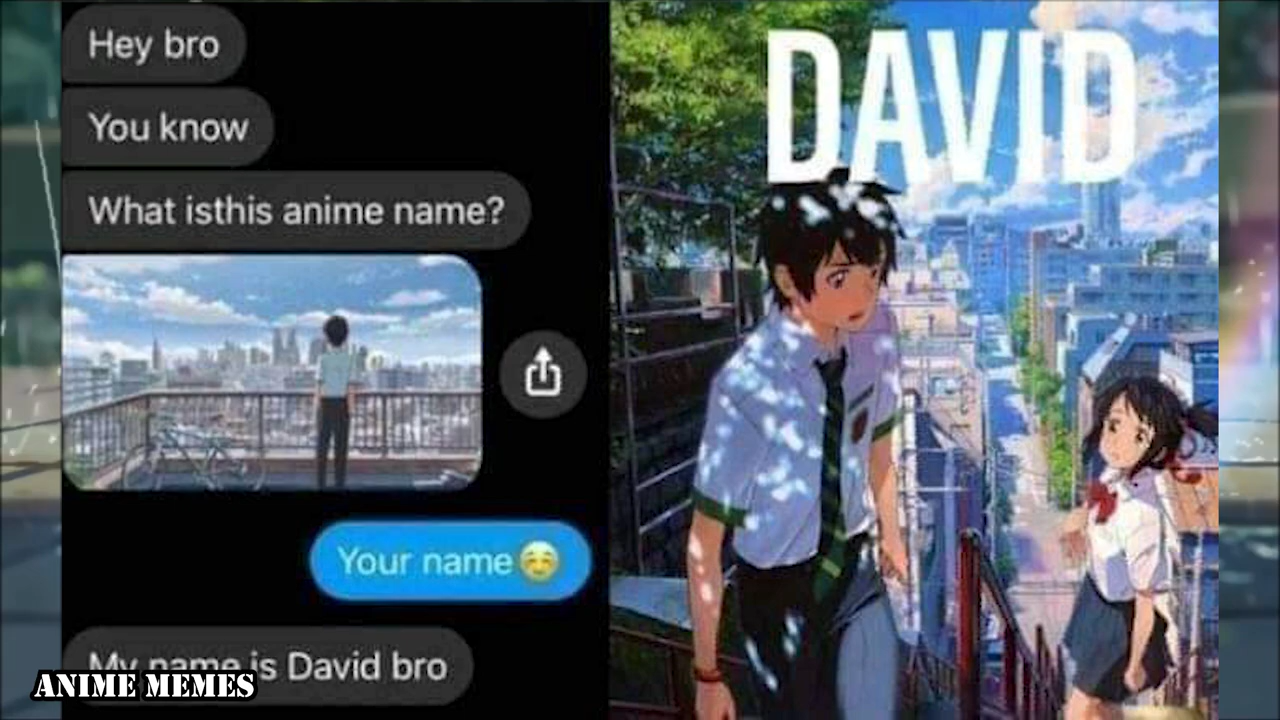 Hey bro
You know
What isthis anime name?
Your name☺️
My name is David bro
ANIME MEMES
DAVID